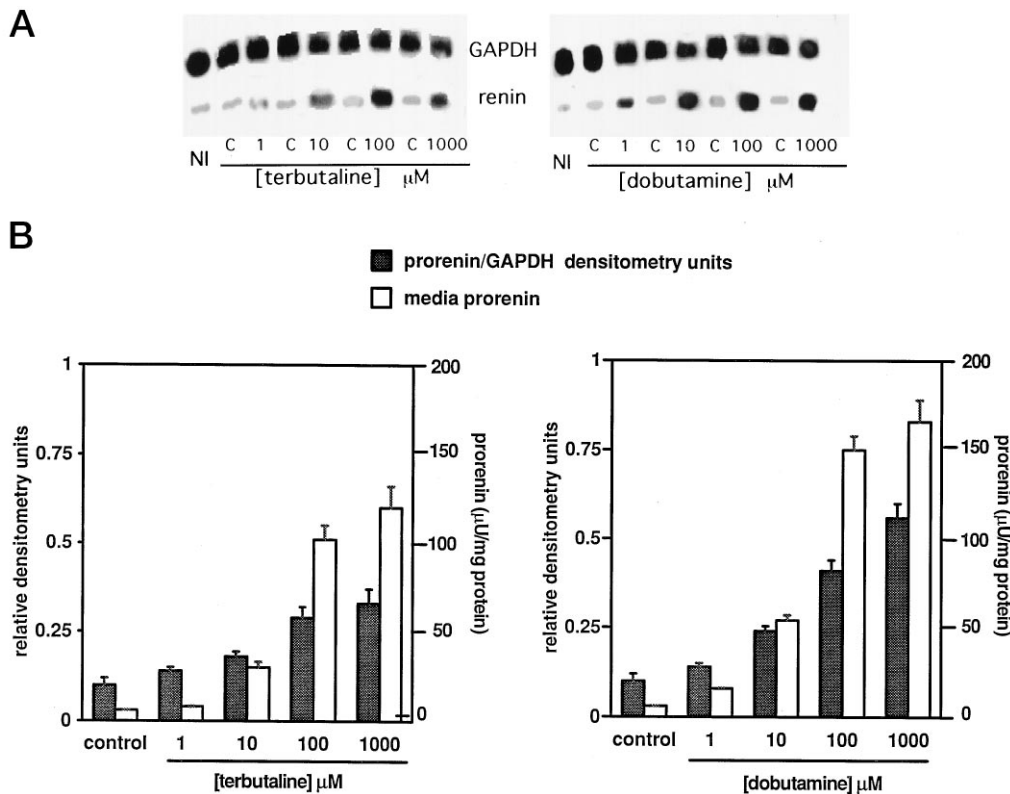 A
GAPDH
renin
NI C 1 C 10 C 100 C 1000
[terbutaline] μM
NI C 1 C 10 C 100 C 1000
[dobutamine] μM
B
prorenin/GAPDH densitometry units
media prorenin
relative densitometry units
1
0.75
0.5
0.25
0
200
150
100
50
0
prorenin (μU/mg protein)
control 1 10 100 1000
[terbutaline] μM
relative densitometry units
1
0.75
0.5
0.25
0
200
150
100
50
0
prorenin (μU/mg protein)
control 1 10 100 1000
[dobutamine] μM